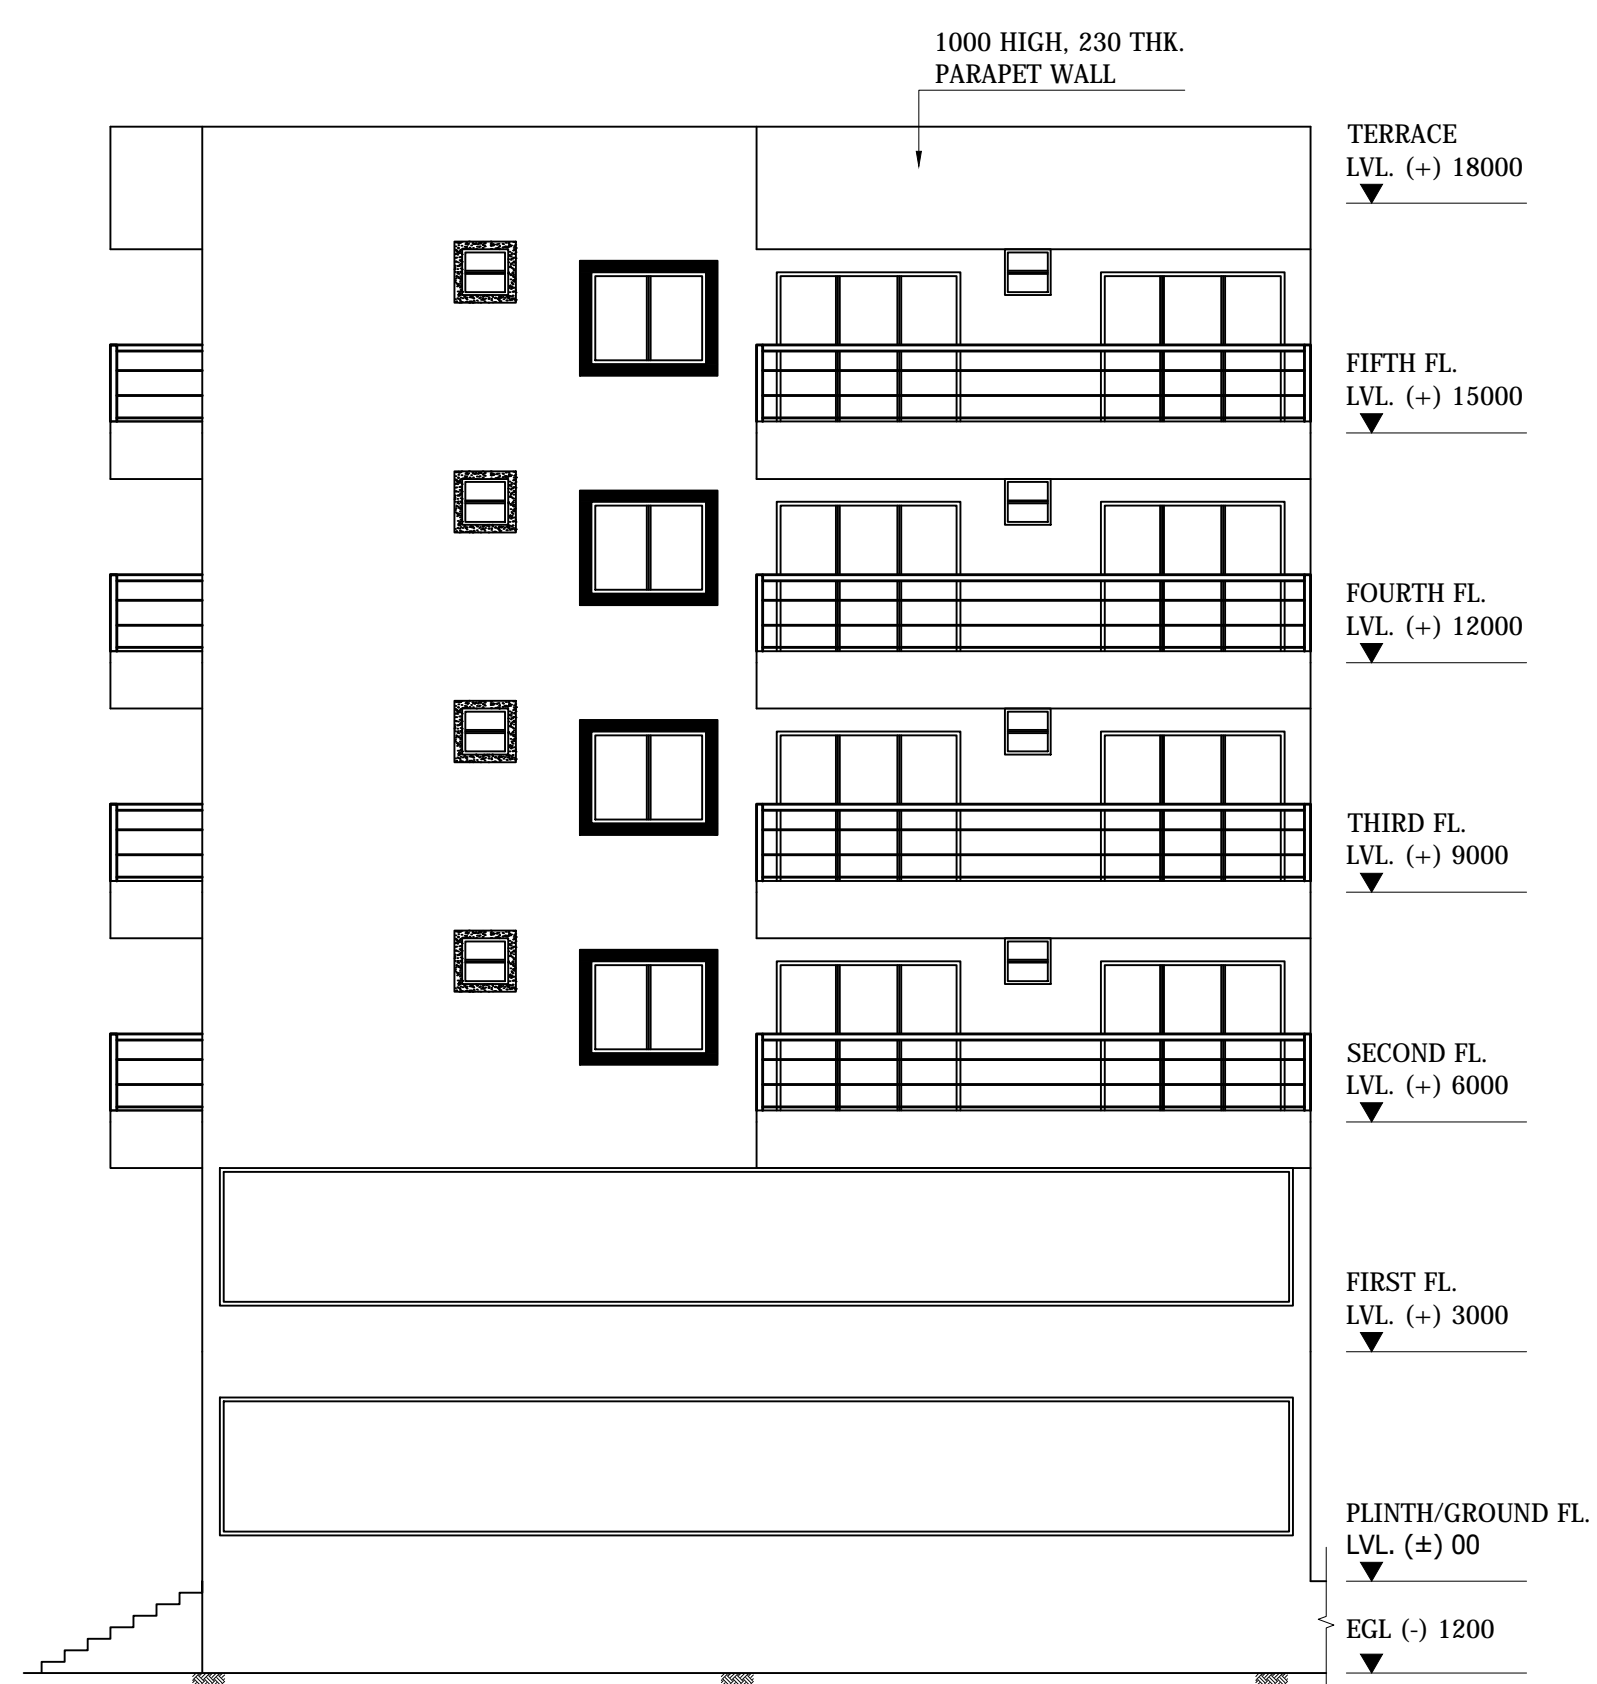 1000 HIGH, 230 THK.
PARAPET WALL
TERRACE
LVL. (+) 18000
FIFTH FL.
LVL. (+) 15000
FOURTH FL.
LVL. (+) 12000
THIRD FL.
LVL. (+) 9000
SECOND FL.
LVL. (+) 6000
FIRST FL.
LVL. (+) 3000
PLINTH/GROUND FL.
LVL. (±) 00
EGL (-) 1200